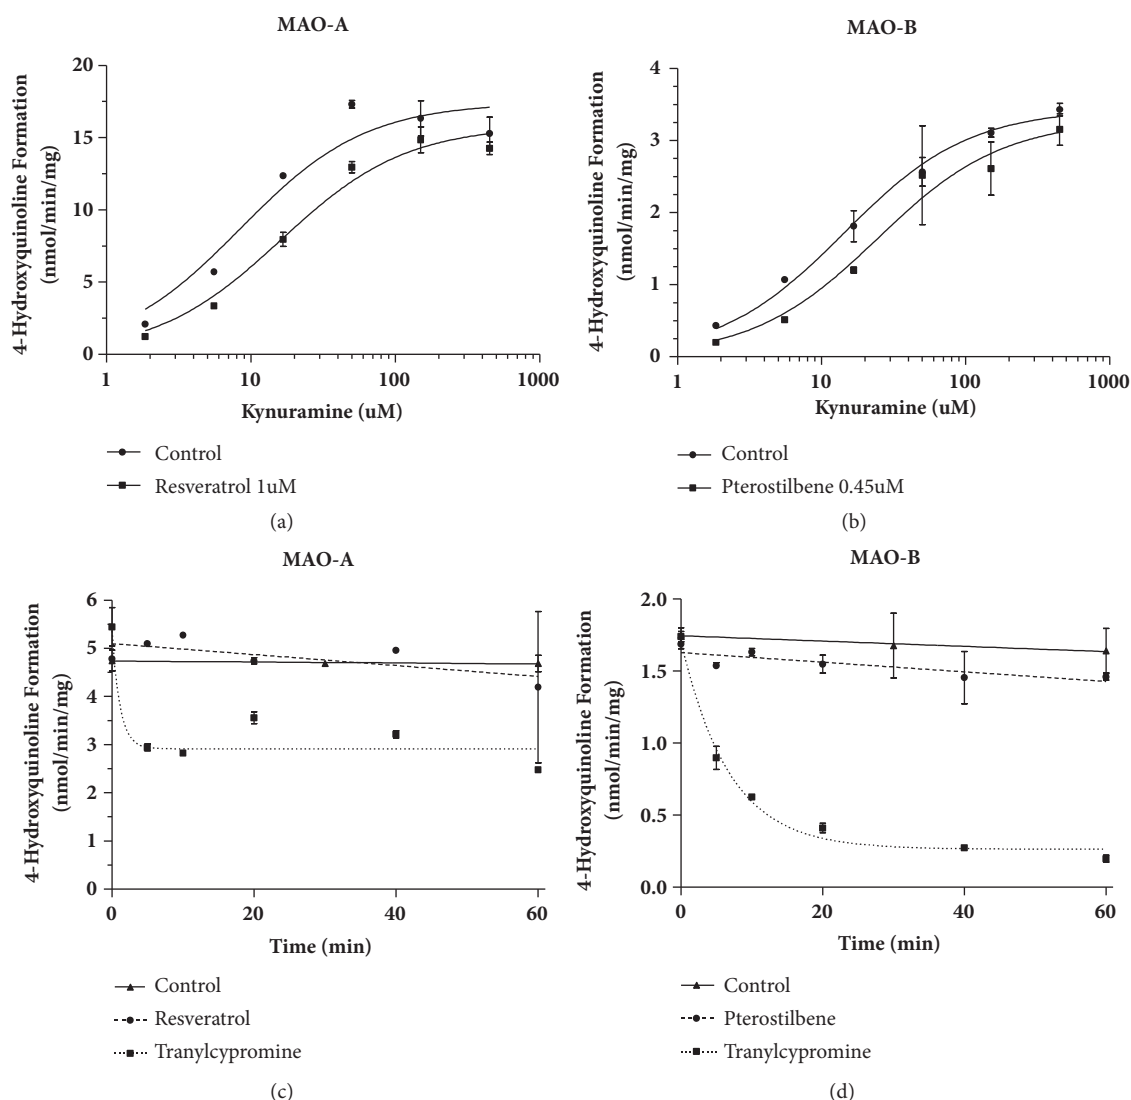 MAO-A
4-Hydroxyquinoline Formation
(nmol/min/mg)
20
15
10
5
0
1
10
100
1000
Kynuramine (uM)
Control
Resveratrol 1uM
(a)
MAO-B
4-Hydroxyquinoline Formation
(nmol/min/mg)
4
3
2
1
0
1
10
100
1000
Kynuramine (uM)
Control
Pterostilbene 0.45uM
(b)
MAO-A
4-Hydroxyquinoline Formation
(nmol/min/mg)
6
5
4
3
2
1
0
0
20
40
60
Time (min)
Control
Resveratrol
Tranylcypromine
(c)
MAO-B
4-Hydroxyquinoline Formation
(nmol/min/mg)
2.0
1.5
1.0
0.5
0.0
0
20
40
60
Time (min)
Control
Pterostilbene
Tranylcypromine
(d)